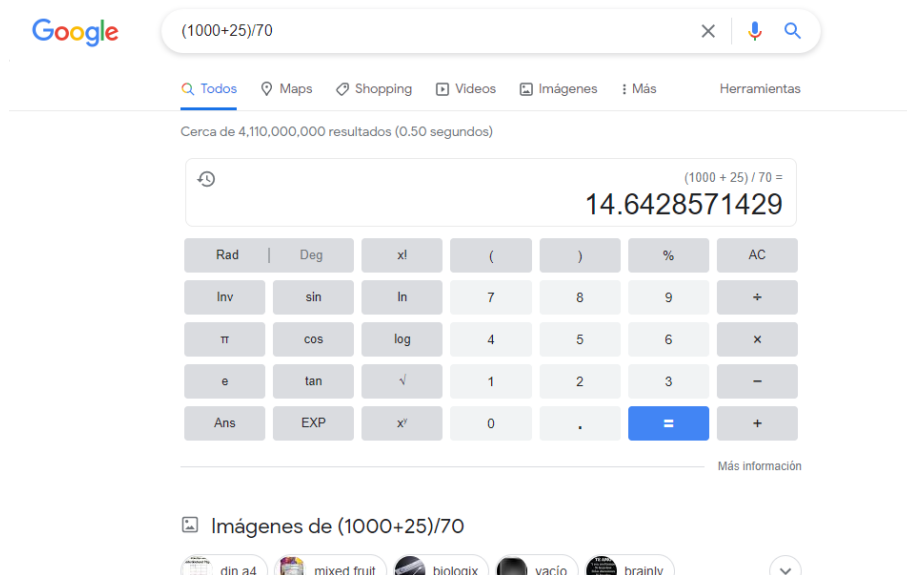 Google
(1000+25)/70
Todos Maps Shopping Videos Imágenes Más Herramientas
Cerca de 4,110,000,000 resultados (0.50 segundos)
(1000 + 25) / 70 =
14.6428571429
Rad | Deg x! ( ) % AC
Inv sin ln 7 8 9 ÷
π cos log 4 5 6 ×
e tan √ 1 2 3 −
Ans EXP xʸ 0 . = +
Más información
Imágenes de (1000+25)/70
din a4 mixed fruit biologix vacío brainly